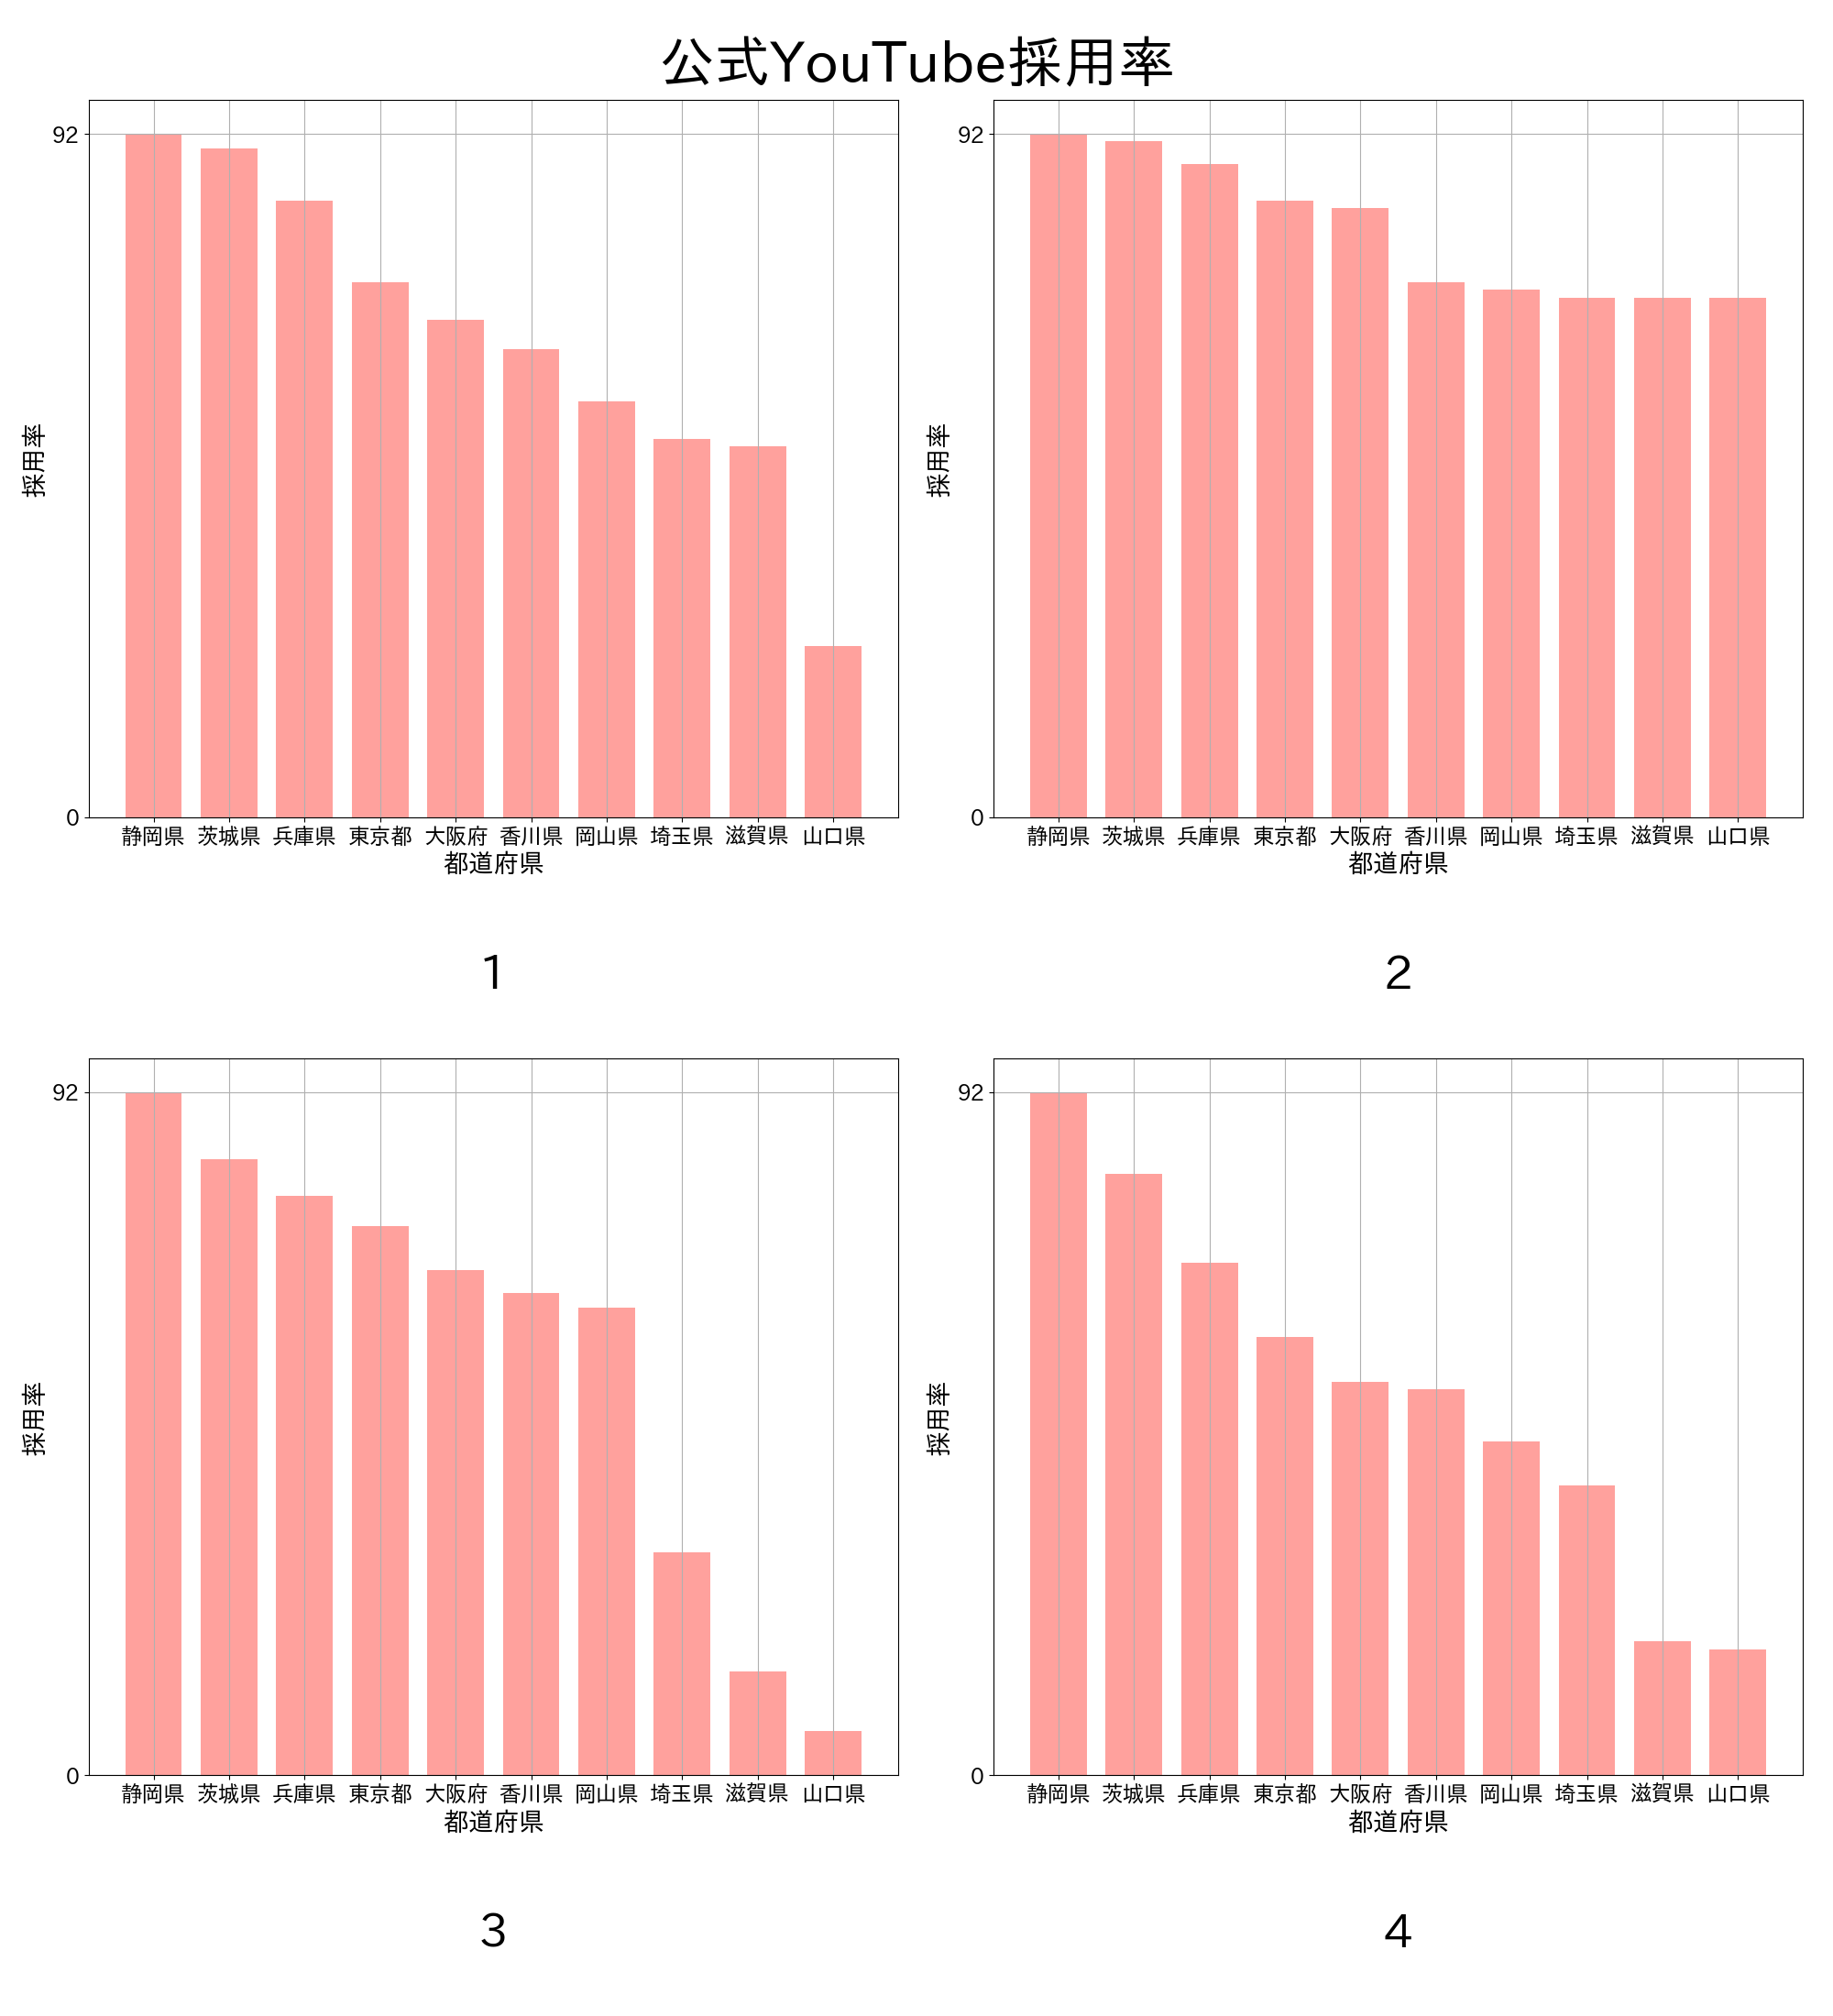 公式YouTube採用率
92
0
採用率
静岡県 茨城県 兵庫県 東京都 大阪府 香川県 岡山県 埼玉県 滋賀県 山口県
都道府県
1
92
0
採用率
静岡県 茨城県 兵庫県 東京都 大阪府 香川県 岡山県 埼玉県 滋賀県 山口県
都道府県
2
92
0
採用率
静岡県 茨城県 兵庫県 東京都 大阪府 香川県 岡山県 埼玉県 滋賀県 山口県
都道府県
3
92
0
採用率
静岡県 茨城県 兵庫県 東京都 大阪府 香川県 岡山県 埼玉県 滋賀県 山口県
都道府県
4